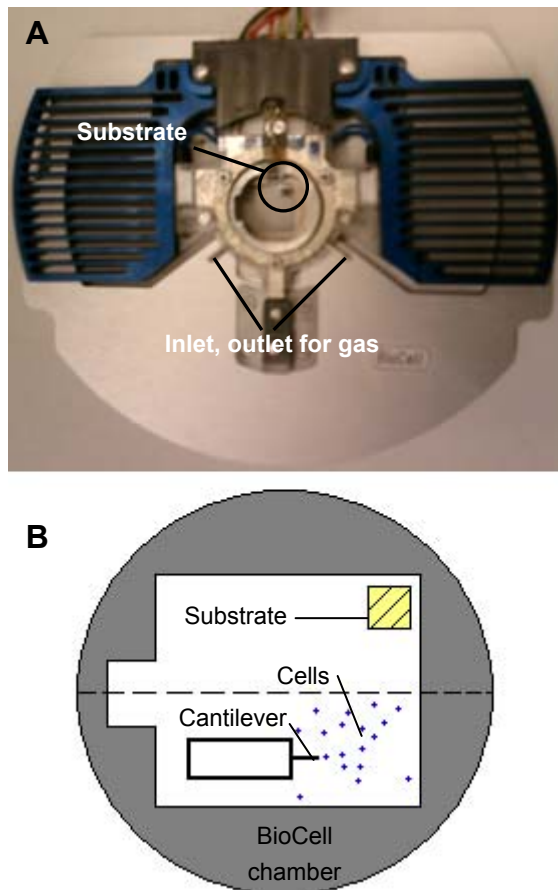 A
Substrate
Inlet, outlet for gas
BioCell
B
Substrate
Cells
Cantilever
BioCell
chamber